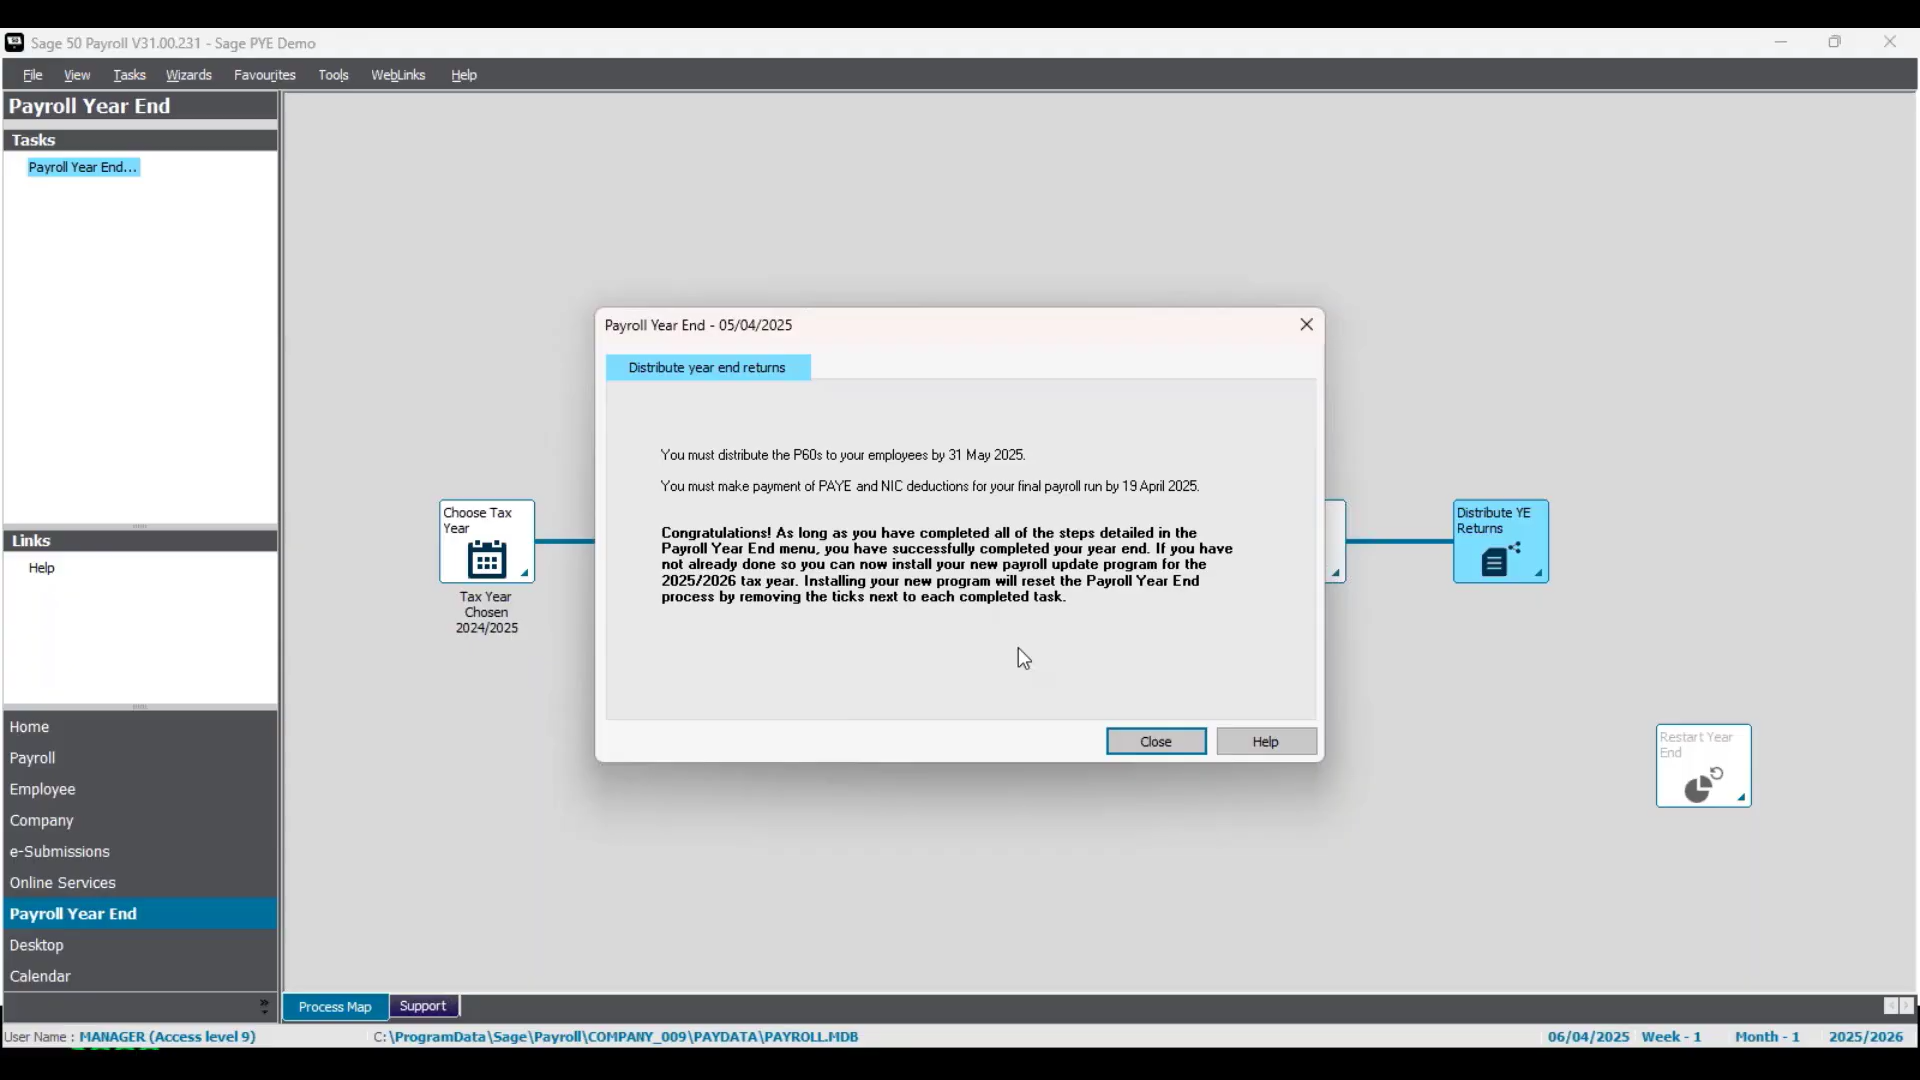 Sage 50 Payroll V31.00.231 - Sage PYE Demo
File View Tasks Wizards Favourites Tools WebLinks Help
Payroll Year End
Tasks
Payroll Year End...
Links
Help
Home
Payroll
Employee
Company
e-Submissions
Online Services
Payroll Year End
Desktop
Calendar
Choose Tax
Year
Tax Year
Chosen
2024/2025
Payroll Year End - 05/04/2025
Distribute year end returns
You must distribute the P60s to your employees by 31 May 2025.
You must make payment of PAYE and NIC deductions for your final payroll run by 19 April 2025.
Congratulations! As long as you have completed all of the steps detailed in the
Payroll Year End menu, you have successfully completed your year end. If you have
not already done so you can now install your new payroll update program for the
2025/2026 tax year. Installing your new program will reset the Payroll Year End
process by removing the ticks next to each completed task.
Close Help
Distribute YE
Returns
Restart Year
End
Process Map Support
User Name : MANAGER (Access level 9) C:\ProgramData\Sage\Payroll\COMPANY_009\PAYDATA\PAYROLL.MDB 06/04/2025 Week - 1 Month - 1 2025/2026